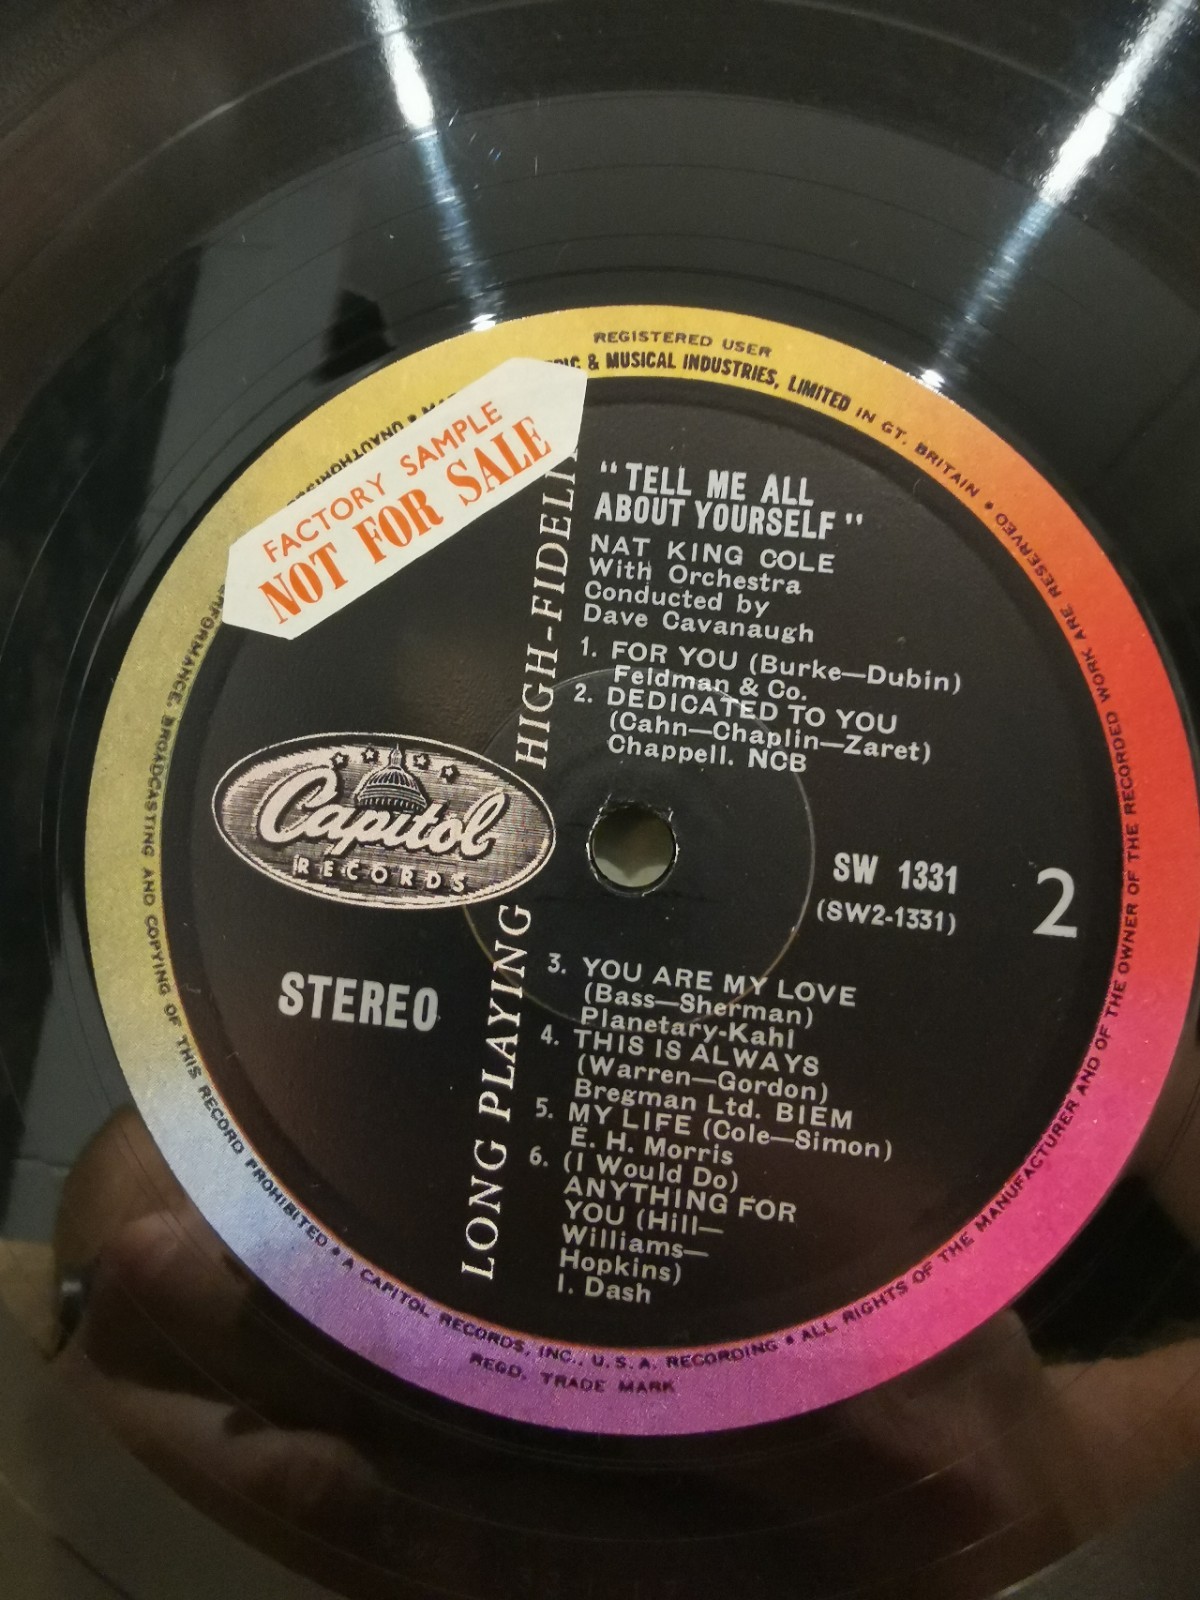 REGISTERED USER
& MUSICAL INDUSTRIES, LIMITED IN GT. BRITAIN • ALL RIGHTS OF THE MANUFACTURER AND OF THE OWNER OF THE RECORDED WORK ARE RESERVED •
BROADCASTING AND COPYING OF THIS RECORD PROHIBITED • A CAPITOL RECORDS, INC., U.S.A. RECORDING •
REGD. TRADE MARK
FACTORY SAMPLE
NOT FOR SALE
"TELL ME ALL
ABOUT YOURSELF"
NAT KING COLE
With Orchestra
Conducted by
Dave Cavanaugh
1. FOR YOU (Burke—Dubin)
Feldman & Co.
2. DEDICATED TO YOU
(Cahn—Chaplin—Zaret)
Chappell. NCB
Capitol
RECORDS
LONG PLAYING HIGH-FIDELI
STEREO
SW 1331
(SW2-1331)
2
3. YOU ARE MY LOVE
(Bass—Sherman)
Planetary-Kahl
4. THIS IS ALWAYS
(Warren—Gordon)
Bregman Ltd. BIEM
5. MY LIFE (Cole—Simon)
E. H. Morris
6. (I Would Do)
ANYTHING FOR
YOU (Hill—
Williams—
Hopkins)
I. Dash